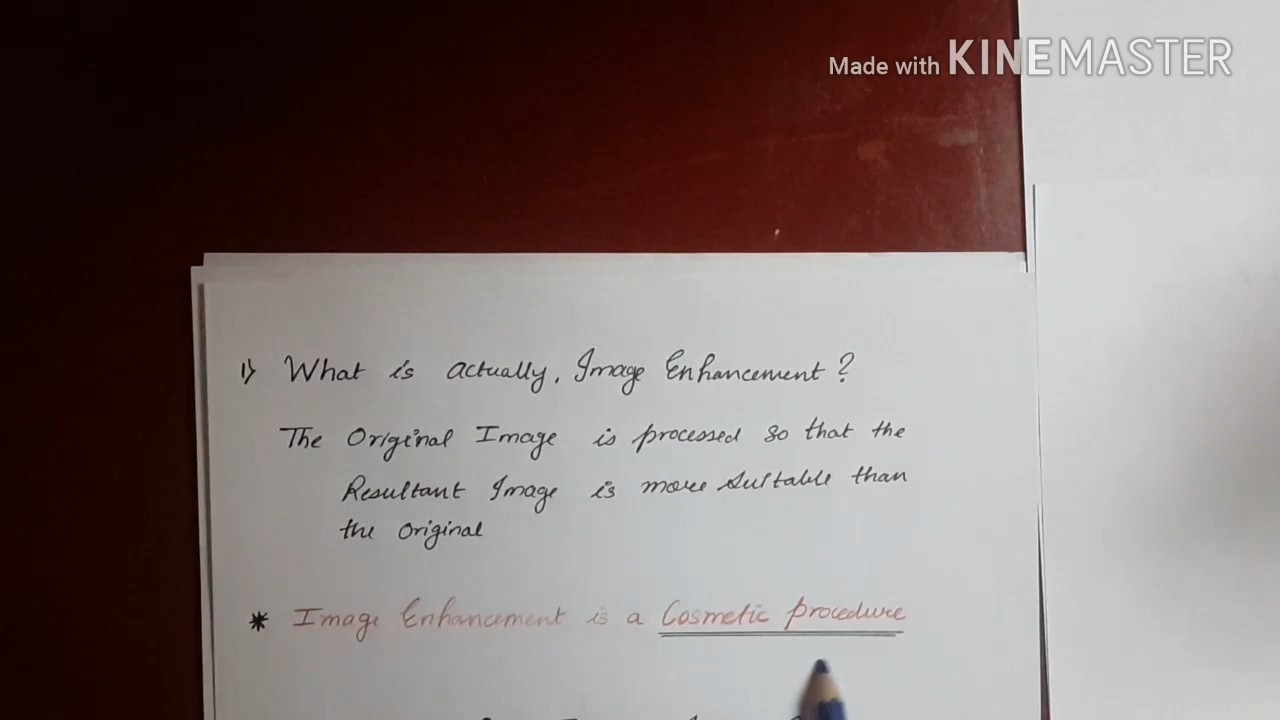 Made with KINEMASTER
1) What is actually, Image Enhancement?
The Original Image is processed so that the
Resultant Image is more suitable than
the original
* Image Enhancement is a Cosmetic procedure